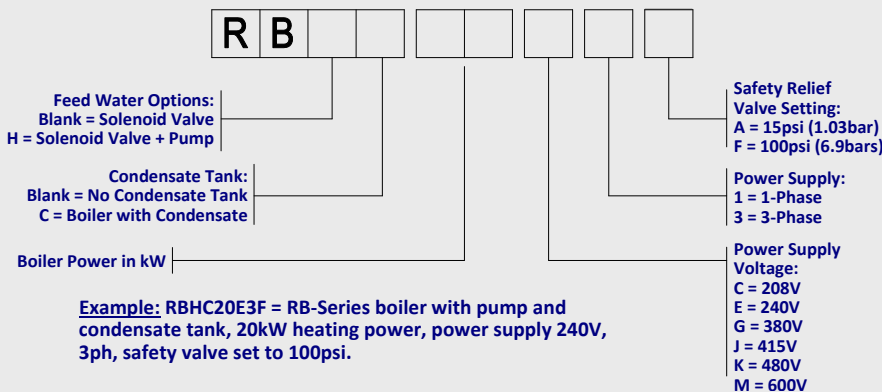 R B
Feed Water Options:
Blank = Solenoid Valve
H = Solenoid Valve + Pump
Condensate Tank:
Blank = No Condensate Tank
C = Boiler with Condensate
Boiler Power in kW
Safety Relief
Valve Setting:
A = 15psi (1.03bar)
F = 100psi (6.9bars)
Power Supply:
1 = 1-Phase
3 = 3-Phase
Power Supply
Voltage:
C = 208V
E = 240V
G = 380V
J = 415V
K = 480V
M = 600V
Example: RBHC20E3F = RB-Series boiler with pump and
condensate tank, 20kW heating power, power supply 240V,
3ph, safety valve set to 100psi.